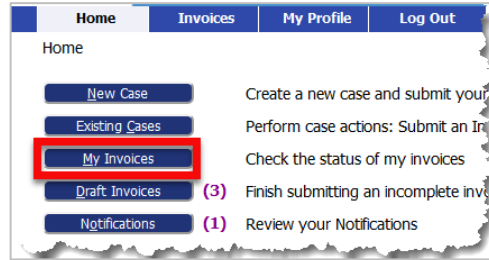 Home Invoices My Profile Log Out
Home
New Case Create a new case and submit your
Existing Cases Perform case actions: Submit an
My Invoices Check the status of my invoices
Draft Invoices (3) Finish submitting an incomplete
Notifications (1) Review your Notifications